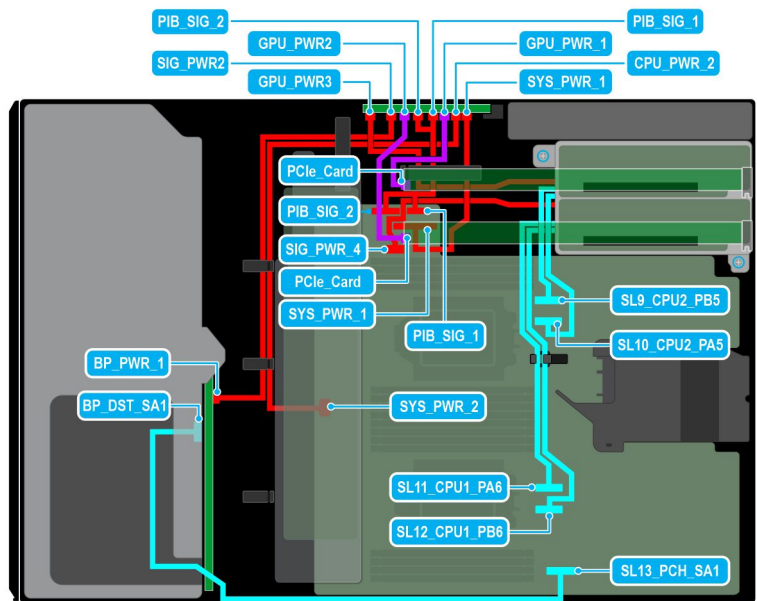 PIB_SIG_2
PIB_SIG_1
GPU_PWR2
GPU_PWR_1
SIG_PWR2
CPU_PWR_2
GPU_PWR3
SYS_PWR_1
PCIe_Card
PIB_SIG_2
SIG_PWR_4
PCIe_Card
SL9_CPU2_PB5
SYS_PWR_1
PIB_SIG_1
SL10_CPU2_PA5
BP_PWR_1
BP_DST_SA1
SYS_PWR_2
SL11_CPU1_PA6
SL12_CPU1_PB6
SL13_PCH_SA1